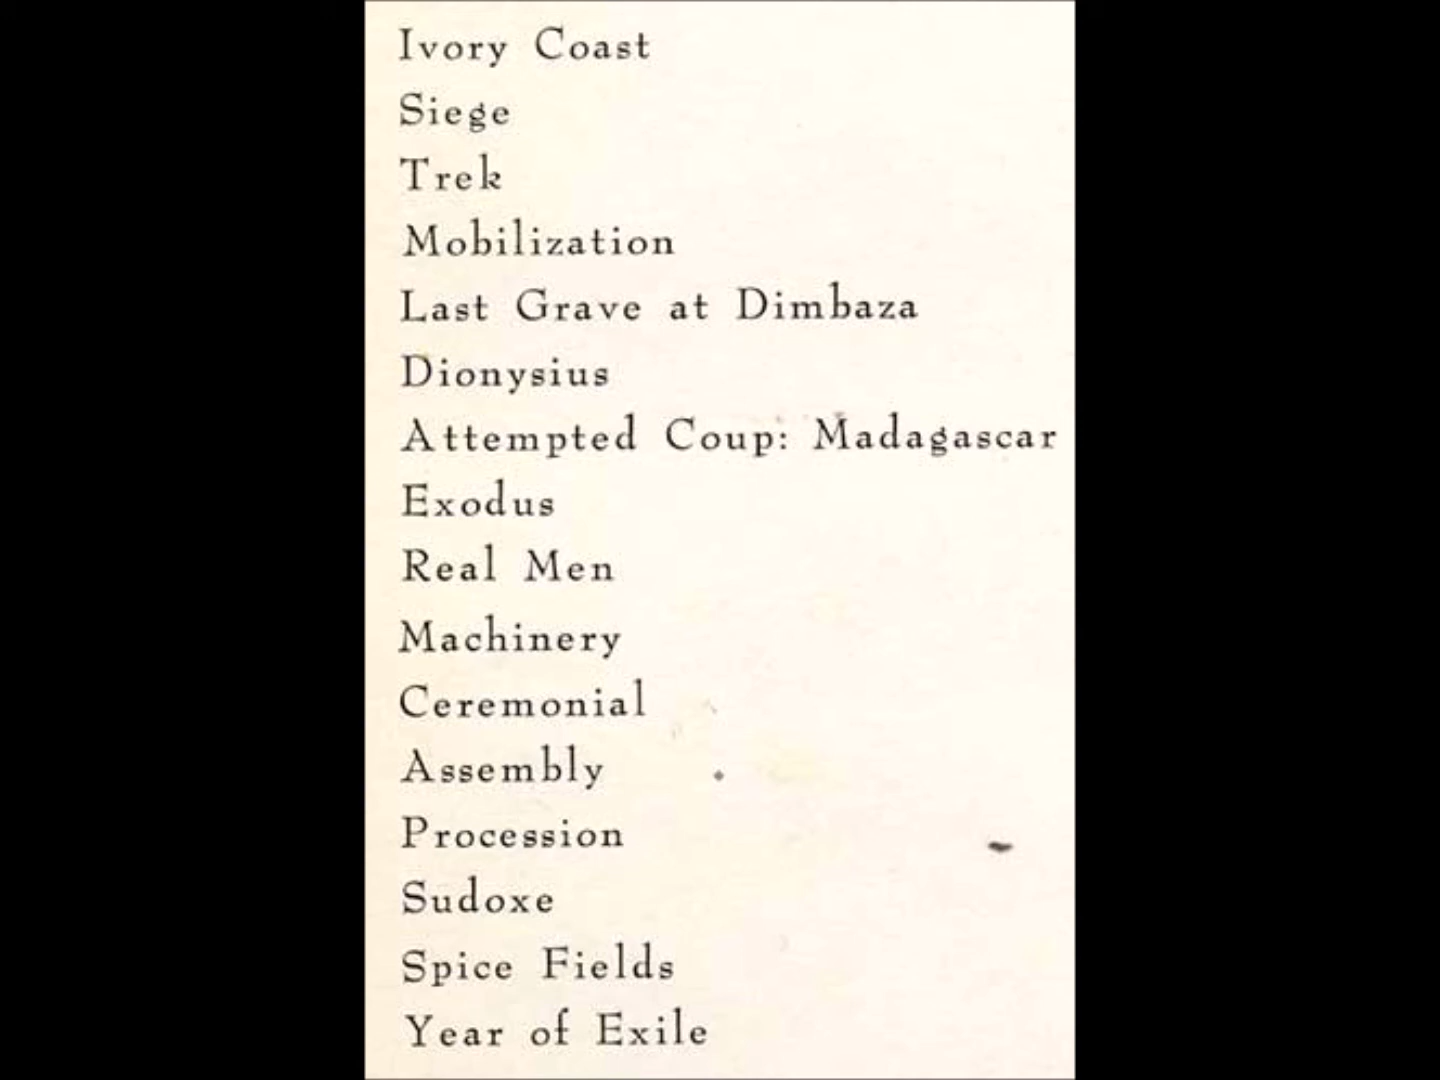 Ivory Coast
Siege
Trek
Mobilization
Last Grave at Dimbaza
Dionysius
Attempted Coup: Madagascar
Exodus
Real Men
Machinery
Ceremonial
Assembly
Procession
Sudoxe
Spice Fields
Year of Exile